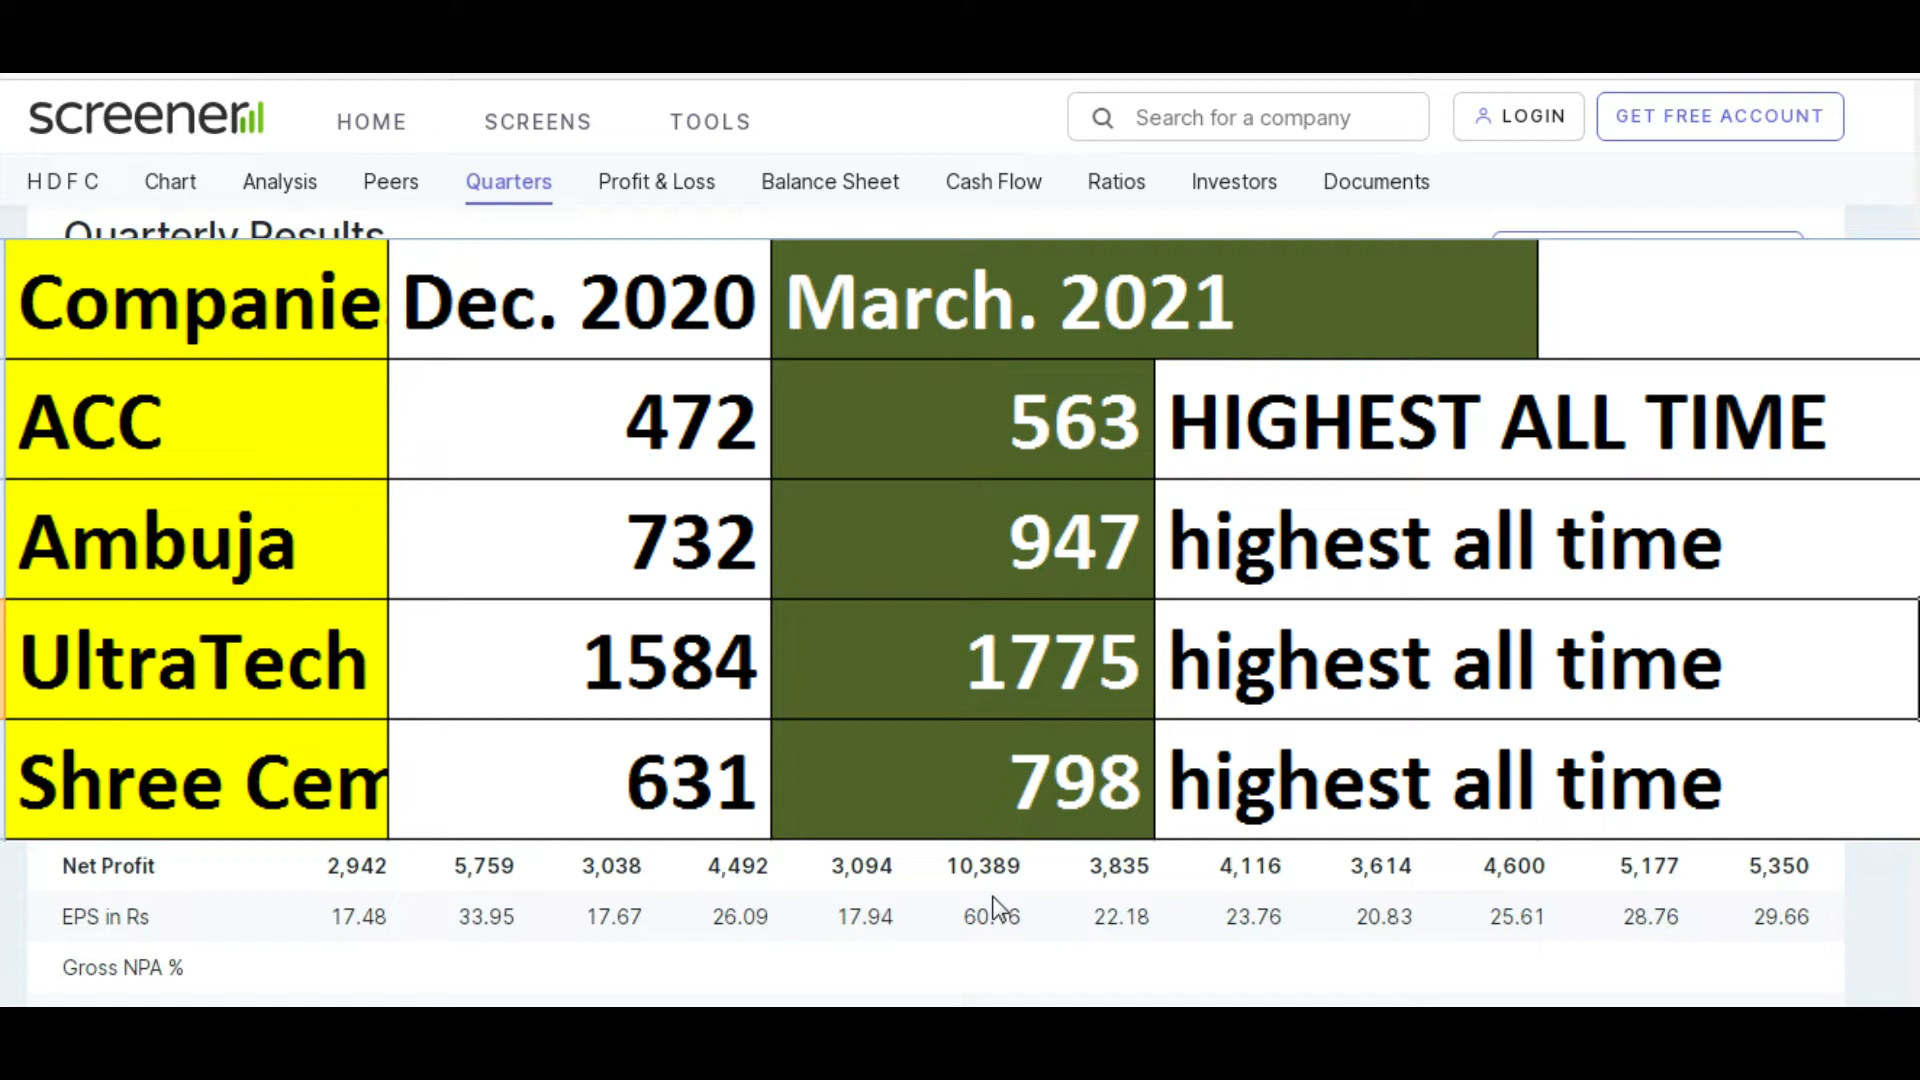 screener
HOME SCREENS TOOLS Search for a company LOGIN GET FREE ACCOUNT
H D F C Chart Analysis Peers Quarters Profit & Loss Balance Sheet Cash Flow Ratios Investors Documents
Quarterly Results
Companie Dec. 2020 March. 2021
ACC 472 563 HIGHEST ALL TIME
Ambuja 732 947 highest all time
UltraTech 1584 1775 highest all time
Shree Cem 631 798 highest all time
Net Profit 2,942 5,759 3,038 4,492 3,094 10,389 3,835 4,116 3,614 4,600 5,177 5,350
EPS in Rs 17.48 33.95 17.67 26.09 17.94 22.18 23.76 20.83 25.61 28.76 29.66
Gross NPA %